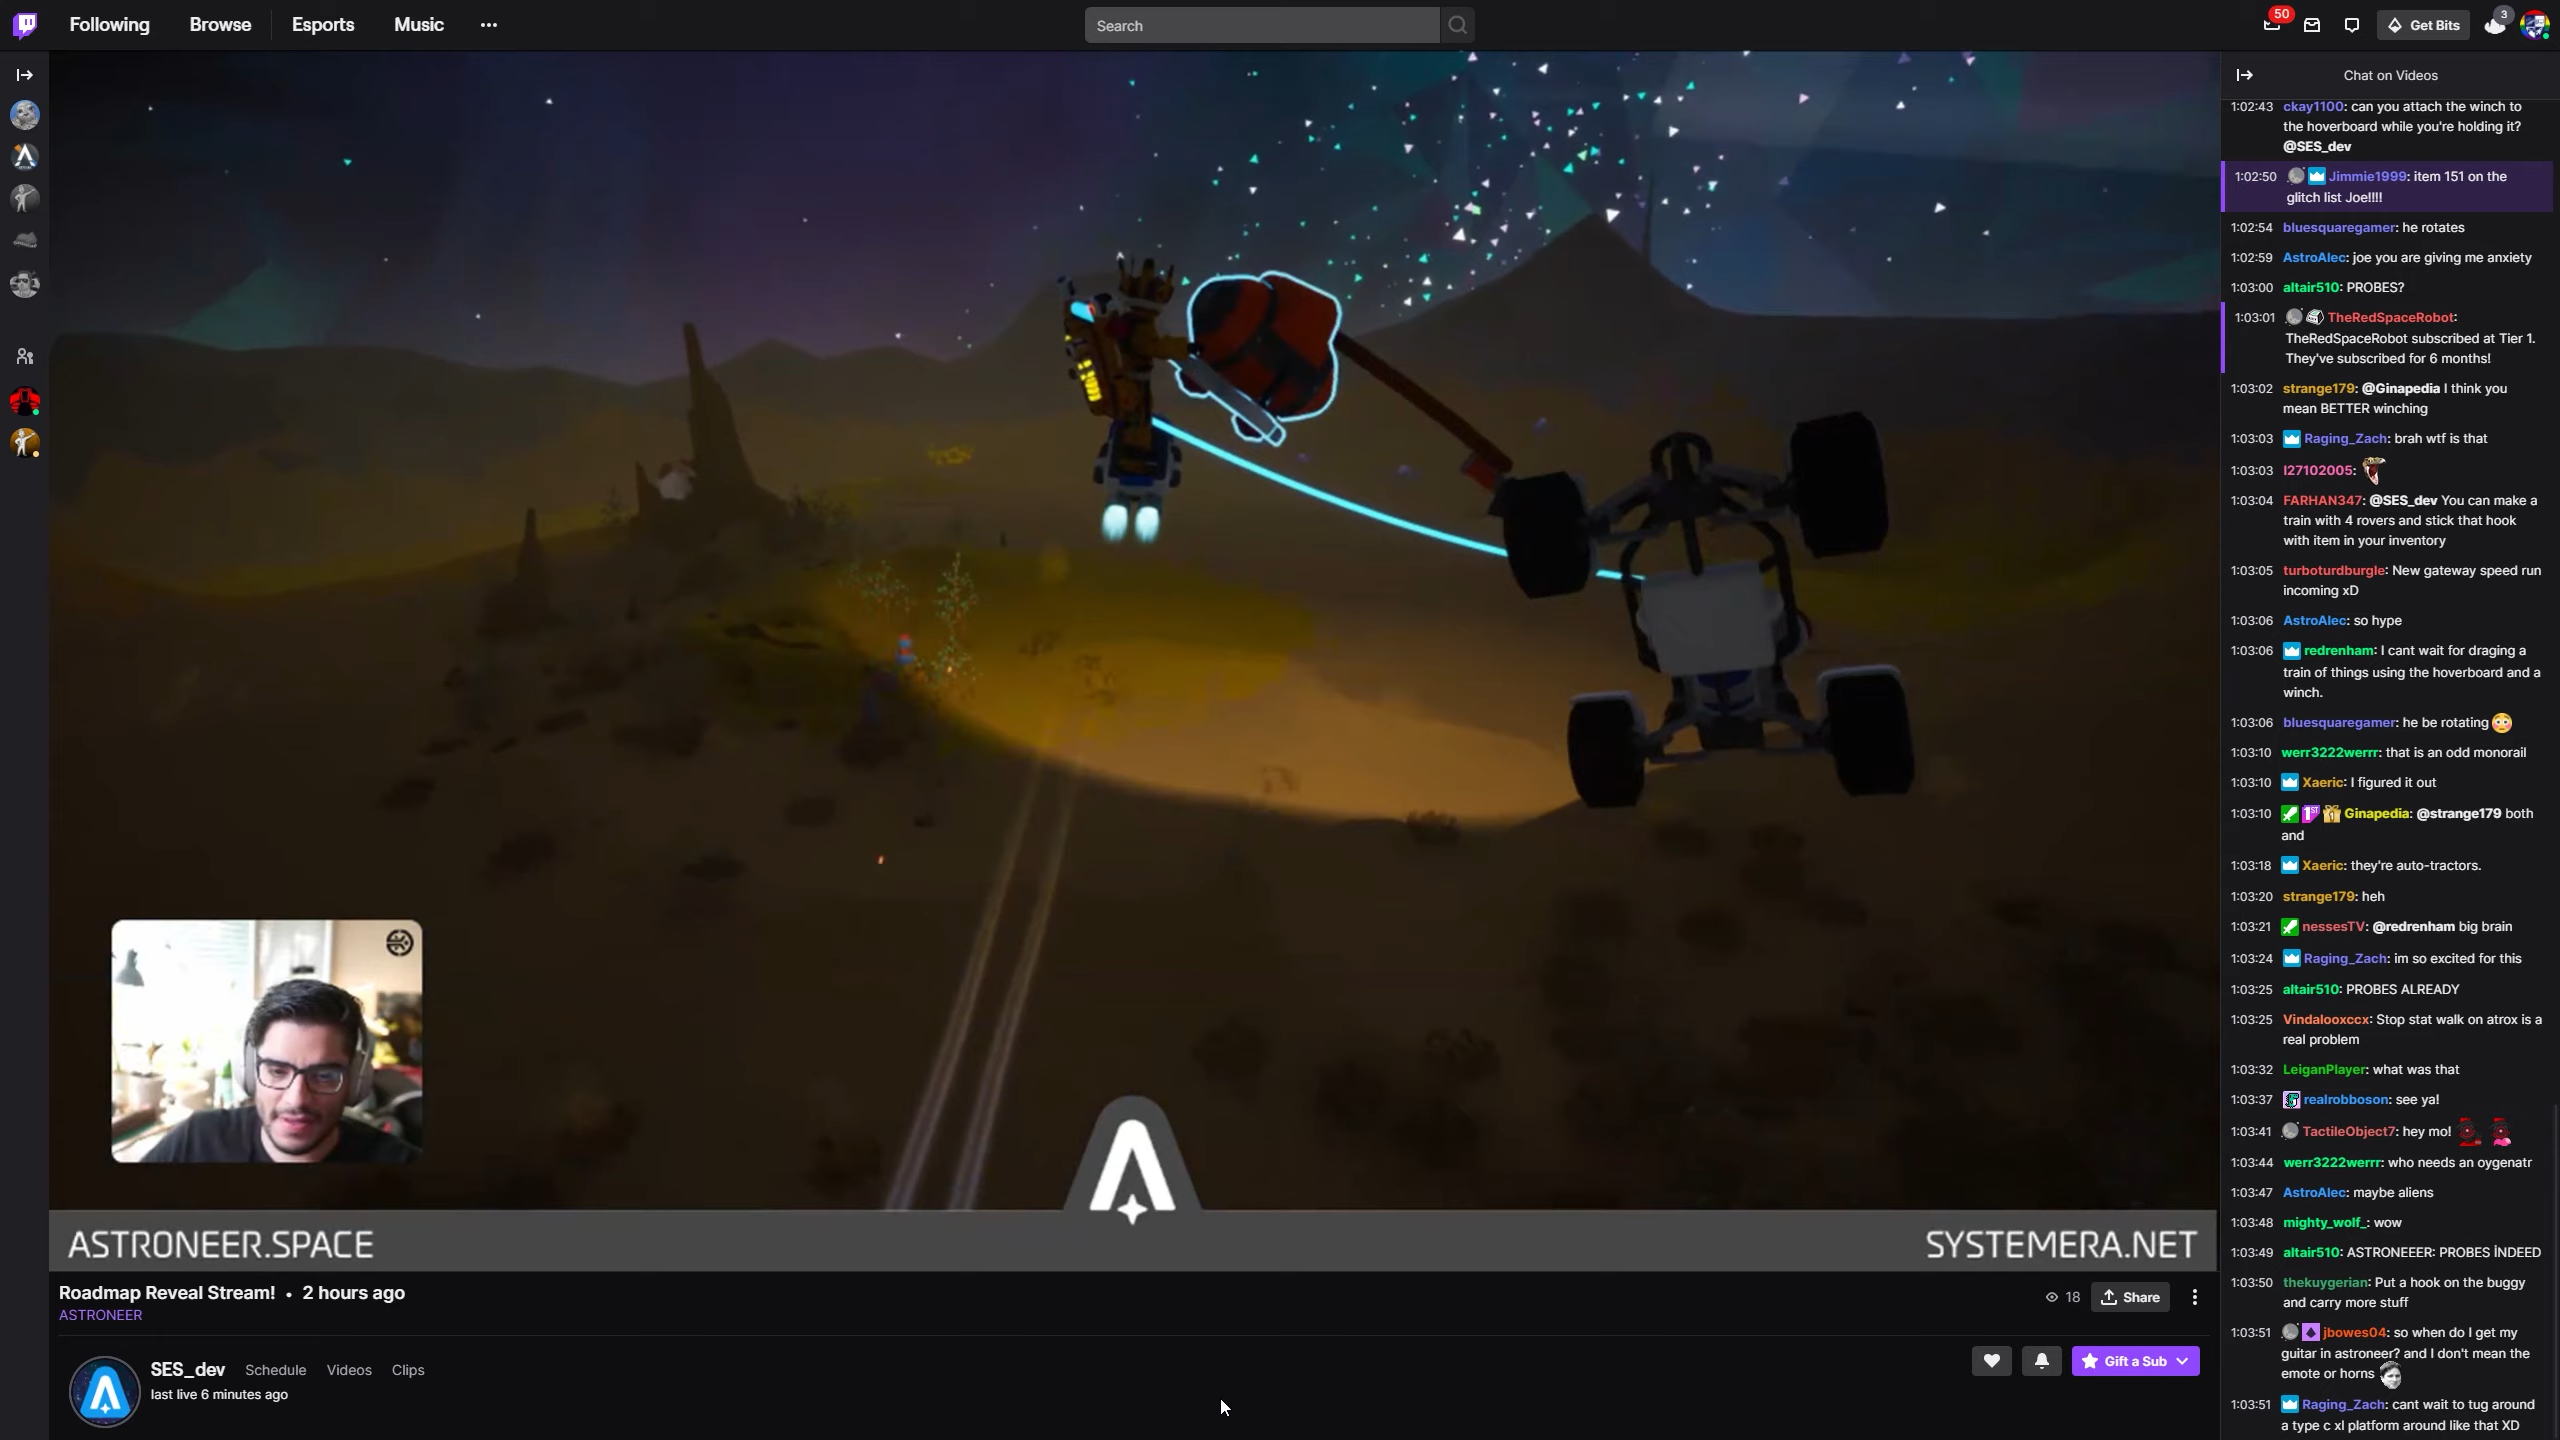 Following Browse Esports Music
Search
50
Get Bits
3
Chat on Videos
1:02:43 ckay1100: can you attach the winch to
the hoverboard while you're holding it?
@SES_dev
1:02:50 Jimmie1999: item 151 on the
glitch list Joe!!!!
1:02:54 bluesquaregamer: he rotates
1:02:59 AstroAlec: joe you are giving me anxiety
1:03:00 altair510: PROBES?
1:03:01 TheRedSpaceRobot:
TheRedSpaceRobot subscribed at Tier 1.
They've subscribed for 6 months!
1:03:02 strange179: @Ginapedia I think you
mean BETTER winching
1:03:03 Raging_Zach: brah wtf is that
1:03:03 l27102005:
1:03:04 FARHAN347: @SES_dev You can make a
train with 4 rovers and stick that hook
with item in your inventory
1:03:05 turboturdburgle: New gateway speed run
incoming xD
1:03:06 AstroAlec: so hype
1:03:06 redrenham: I cant wait for draging a
train of things using the hoverboard and a
winch.
1:03:06 bluesquaregamer: he be rotating
1:03:10 werr3222werrr: that is an odd monorail
1:03:10 Xaeric: I figured it out
1:03:10 1ST Ginapedia: @strange179 both
and
1:03:18 Xaeric: they're auto-tractors.
1:03:20 strange179: heh
1:03:21 nessesTV: @redrenham big brain
1:03:24 Raging_Zach: im so excited for this
1:03:25 altair510: PROBES ALREADY
1:03:25 Vindalooxccx: Stop stat walk on atrox is a
real problem
1:03:32 LeiganPlayer: what was that
1:03:37 realrobboson: see ya!
1:03:41 TactileObject7: hey mo!
1:03:44 werr3222werrr: who needs an oygenatr
1:03:47 AstroAlec: maybe aliens
1:03:48 mighty_wolf_: wow
1:03:49 altair510: ASTRONEEER: PROBES İNDEED
1:03:50 thekuygerian: Put a hook on the buggy
and carry more stuff
1:03:51 jbowes04: so when do I get my
guitar in astroneer? and I don't mean the
emote or horns
1:03:51 Raging_Zach: cant wait to tug around
a type c xl platform around like that XD
ASTRONEER.SPACE
SYSTEMERA.NET
Roadmap Reveal Stream! • 2 hours ago
ASTRONEER
18
Share
SES_dev Schedule Videos Clips
last live 6 minutes ago
Gift a Sub